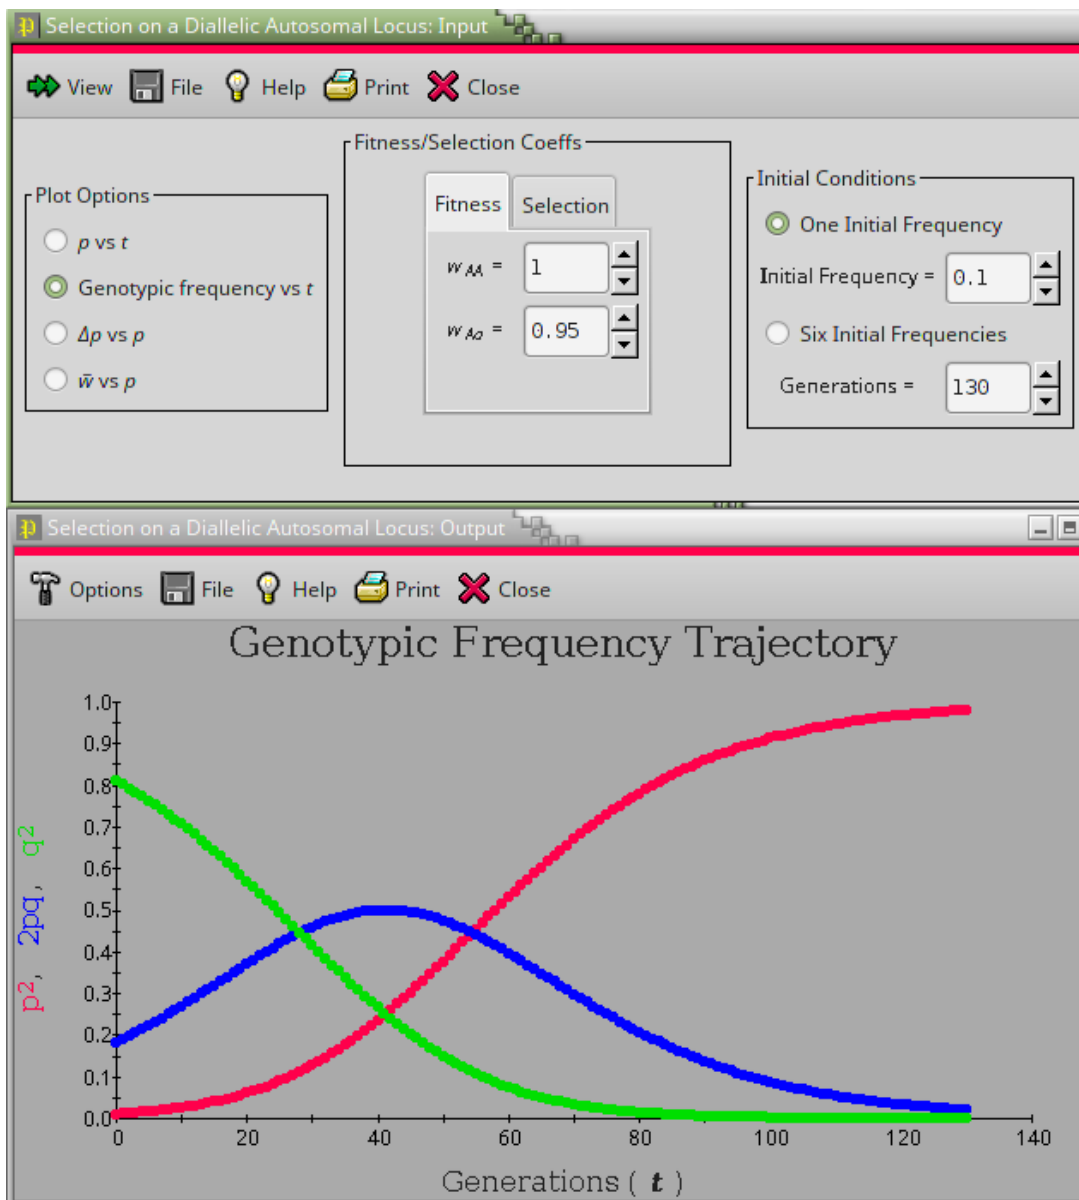 Selection on a Diallelic Autosomal Locus: Input
View File Help Print Close
Plot Options
p vs t
Genotypic frequency vs t
Δp vs p
w̄ vs p
Fitness/Selection Coeffs
Fitness Selection
w AA = 1
w Aa = 0.95
Initial Conditions
One Initial Frequency
Initial Frequency = 0.1
Six Initial Frequencies
Generations = 130
Selection on a Diallelic Autosomal Locus: Output
Options File Help Print Close
Genotypic Frequency Trajectory
p², 2pq, q²
1.0
0.9
0.8
0.7
0.6
0.5
0.4
0.3
0.2
0.1
0.0
0 20 40 60 80 100 120 140
Generations ( t )